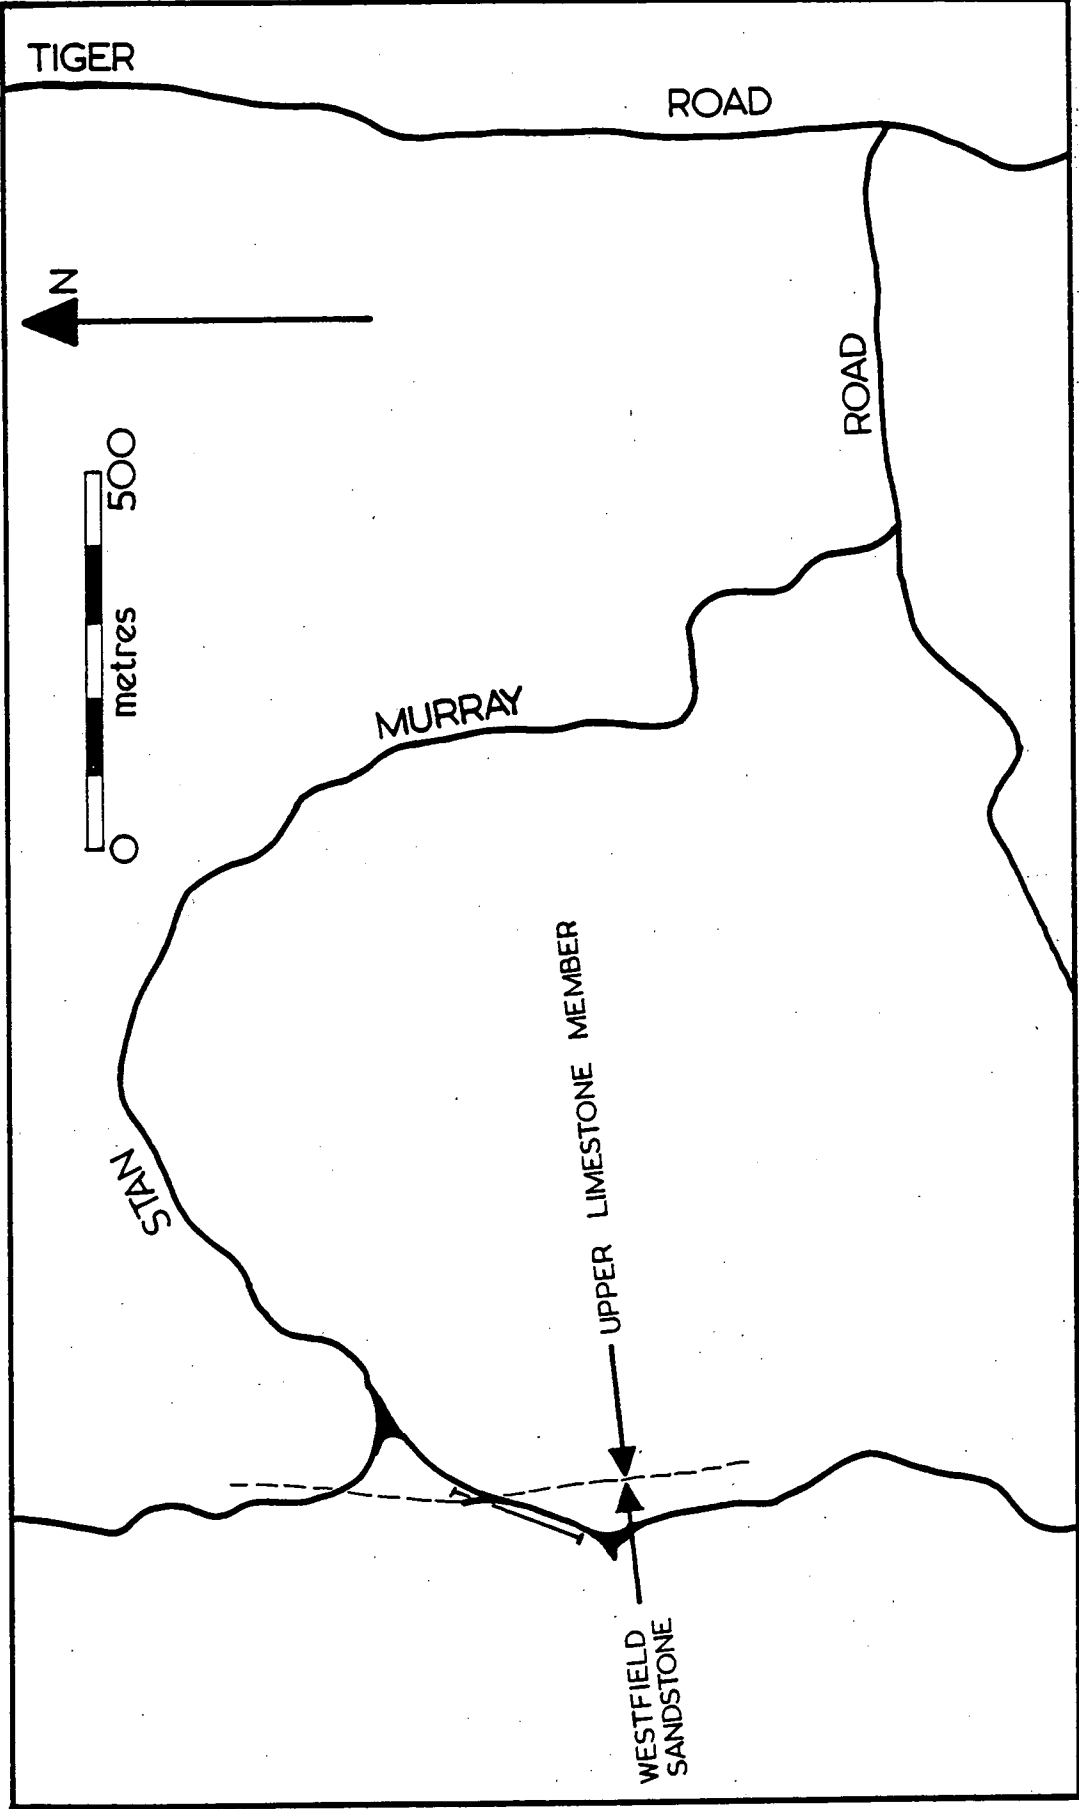 TIGER
ROAD
N
0 metres 500
ROAD
MURRAY
STAN
UPPER LIMESTONE MEMBER
WESTFIELD
SANDSTONE